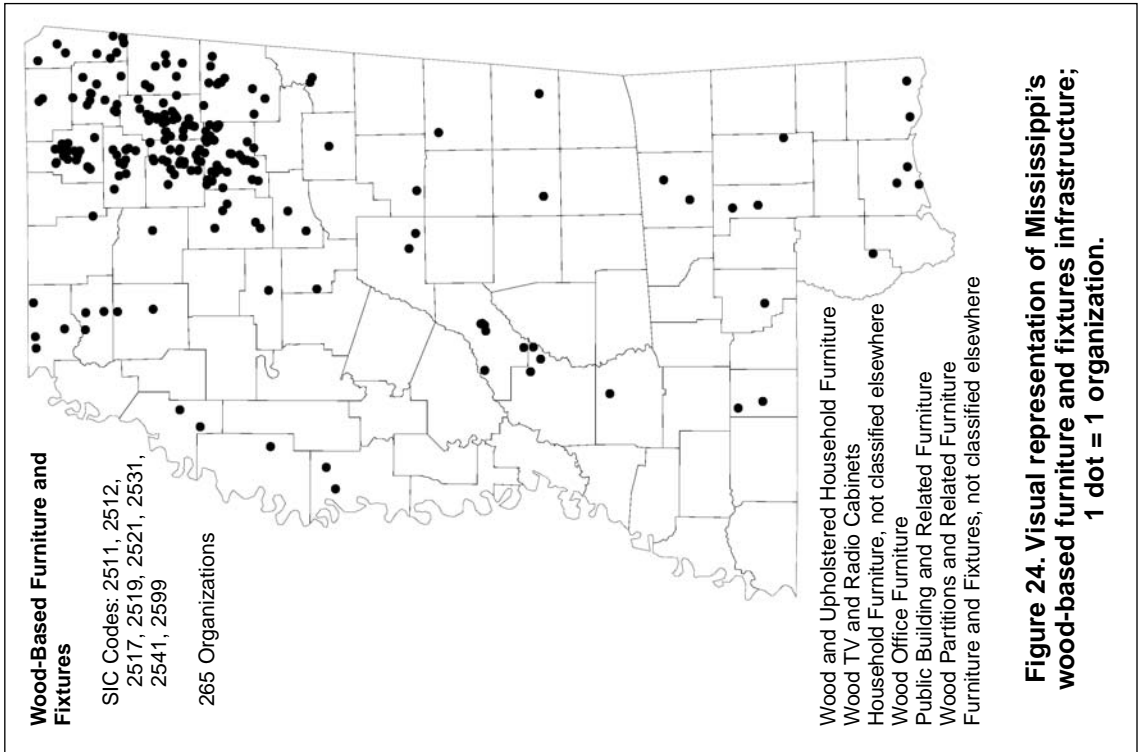 Wood-Based Furniture and
Fixtures
SIC Codes: 2511, 2512,
2517, 2519, 2521, 2531,
2541, 2599
265 Organizations
Wood and Upholstered Household Furniture
Wood TV and Radio Cabinets
Household Furniture, not classified elsewhere
Wood Office Furniture
Public Building and Related Furniture
Wood Partitions and Related Furniture
Furniture and Fixtures, not classified elsewhere
Figure 24. Visual representation of Mississippi's
wood-based furniture and fixtures infrastructure;
1 dot = 1 organization.